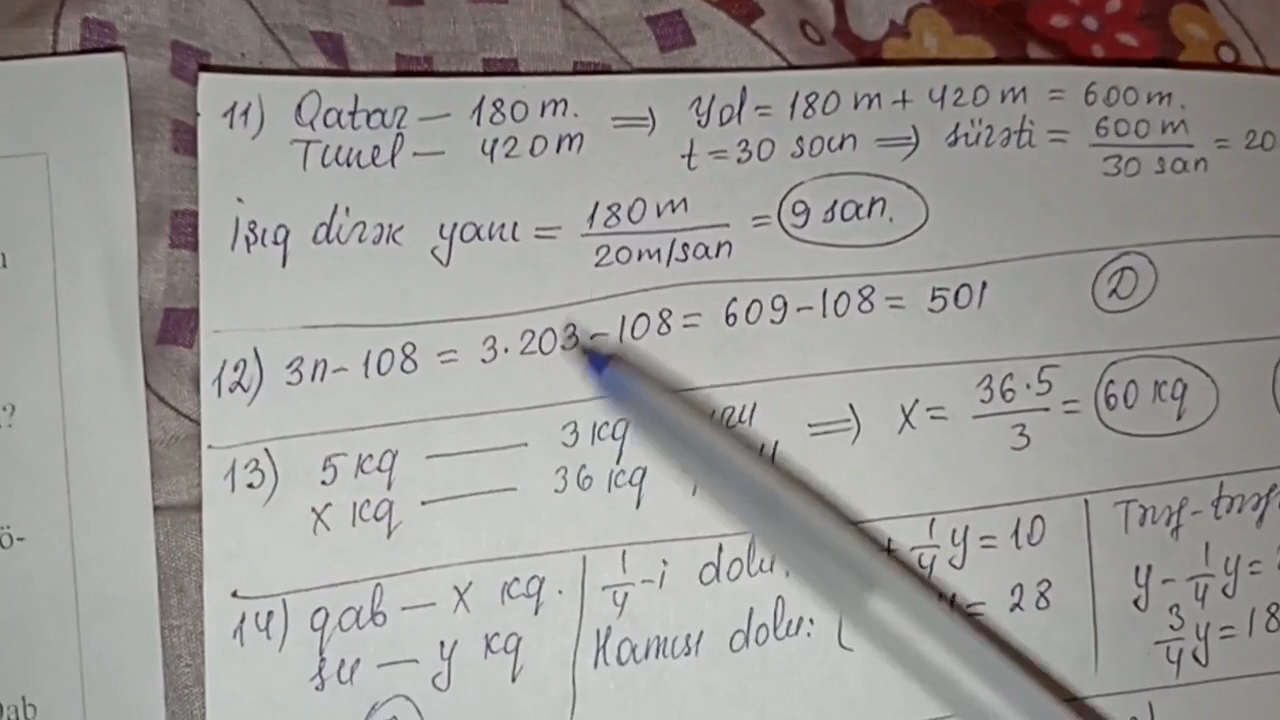 11) Qatar – 180 m. ⇒ Yol = 180 m + 420 m = 600 m.
Tunel – 420 m t = 30 san ⇒ sürəti = 600 m / 30 san = 20
İşıq dirək yanı = 180 m / 20 m/san = 9 san.
12) 3n – 108 = 3·203 – 108 = 609 – 108 = 501 D
13) 5 kq — 3 kq ⇒ x = 36·5 / 3 = 60 kq
x kq — 36 kq
14) qab – x kq. 1/4-i dolu: + 1/4 y = 10
su – y kq Hamısı dolu: { = 28
y – 1/4 y =
3/4 y = 18
?
ö-